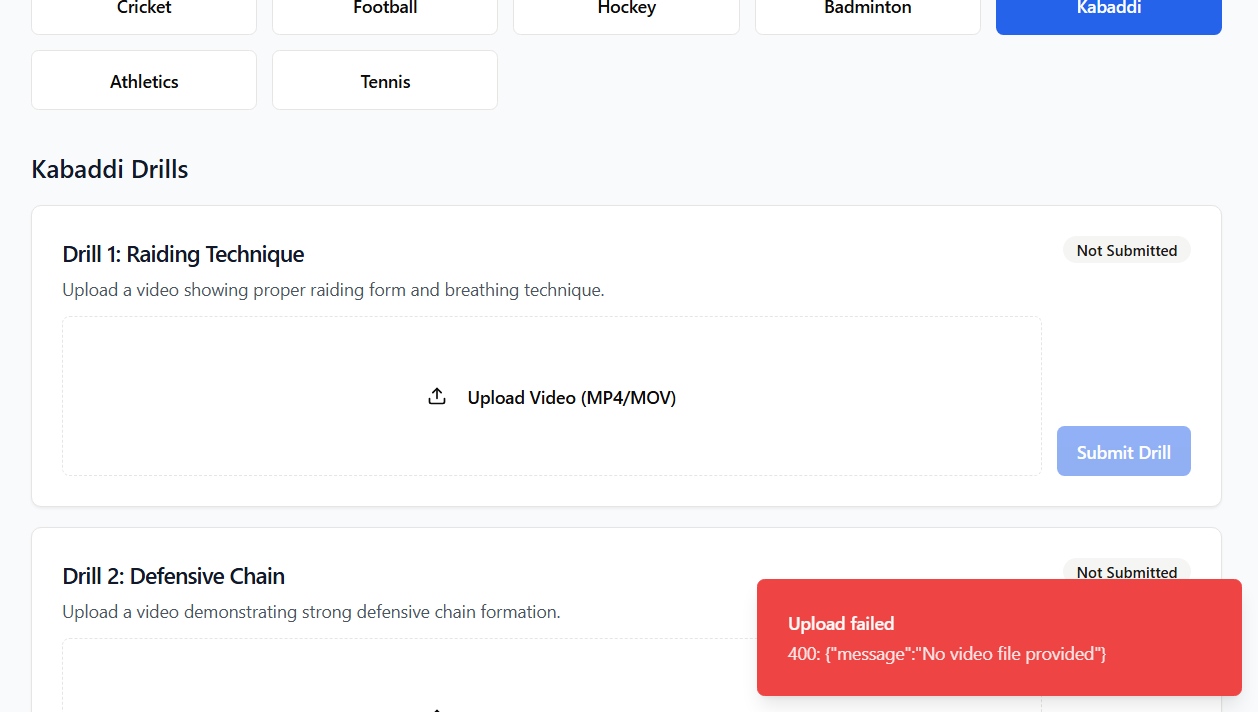 Cricket
Football
Hockey
Badminton
Kabaddi
Athletics
Tennis
Kabaddi Drills
Drill 1: Raiding Technique
Not Submitted
Upload a video showing proper raiding form and breathing technique.
Upload Video (MP4/MOV)
Submit Drill
Drill 2: Defensive Chain
Not Submitted
Upload a video demonstrating strong defensive chain formation.
Upload failed
400: {"message":"No video file provided"}